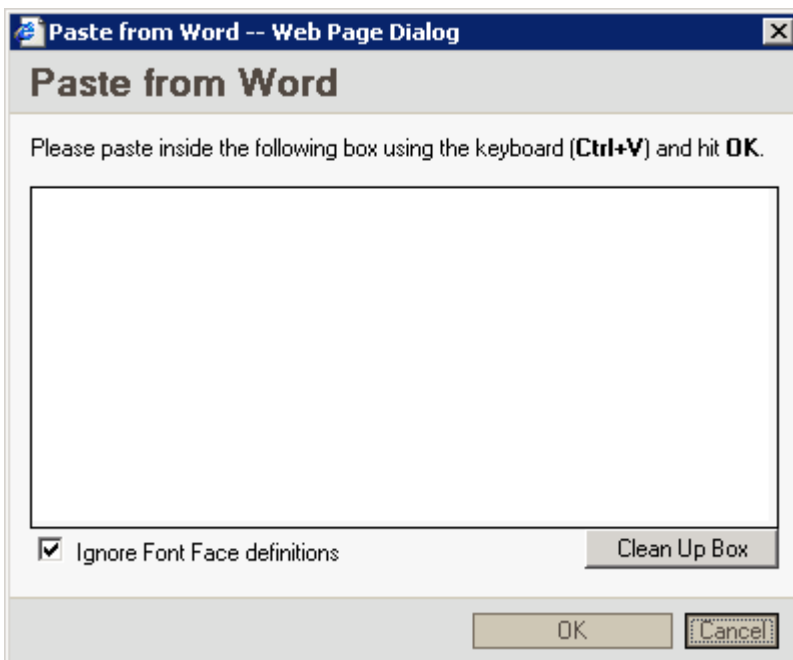 Paste from Word -- Web Page Dialog
Paste from Word
Please paste inside the following box using the keyboard (Ctrl+V) and hit OK.
Ignore Font Face definitions
Clean Up Box
OK
Cancel